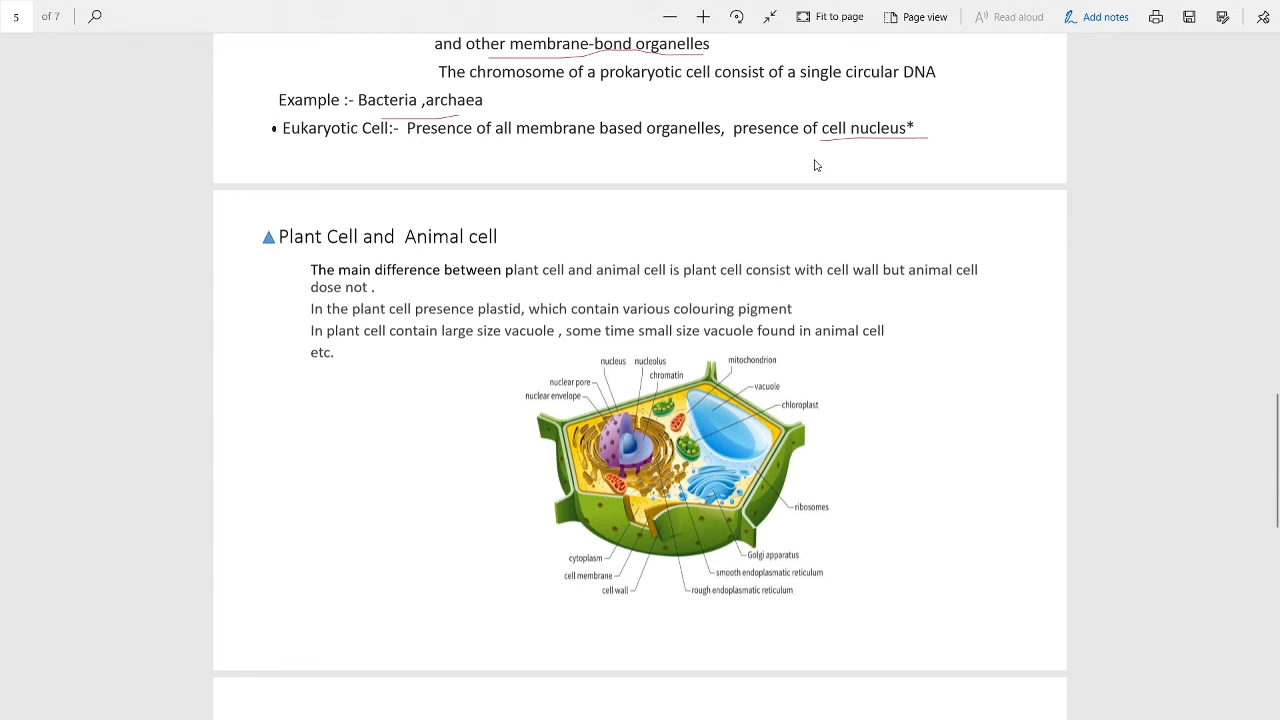 5 of 7 Fit to page Page view Read aloud Add notes
and other membrane-bond organelles
The chromosome of a prokaryotic cell consist of a single circular DNA
Example :- Bacteria ,archaea
• Eukaryotic Cell:- Presence of all membrane based organelles, presence of cell nucleus*
Plant Cell and Animal cell
The main difference between plant cell and animal cell is plant cell consist with cell wall but animal cell
dose not .
In the plant cell presence plastid, which contain various colouring pigment
In plant cell contain large size vacuole , some time small size vacuole found in animal cell
etc.
nucleus nucleolus mitochondrion
chromatin
nuclear pore
vacuole
nuclear envelope
chloroplast
ribosomes
cytoplasm Golgi apparatus
cell membrane smooth endoplasmatic reticulum
cell wall rough endoplasmatic reticulum